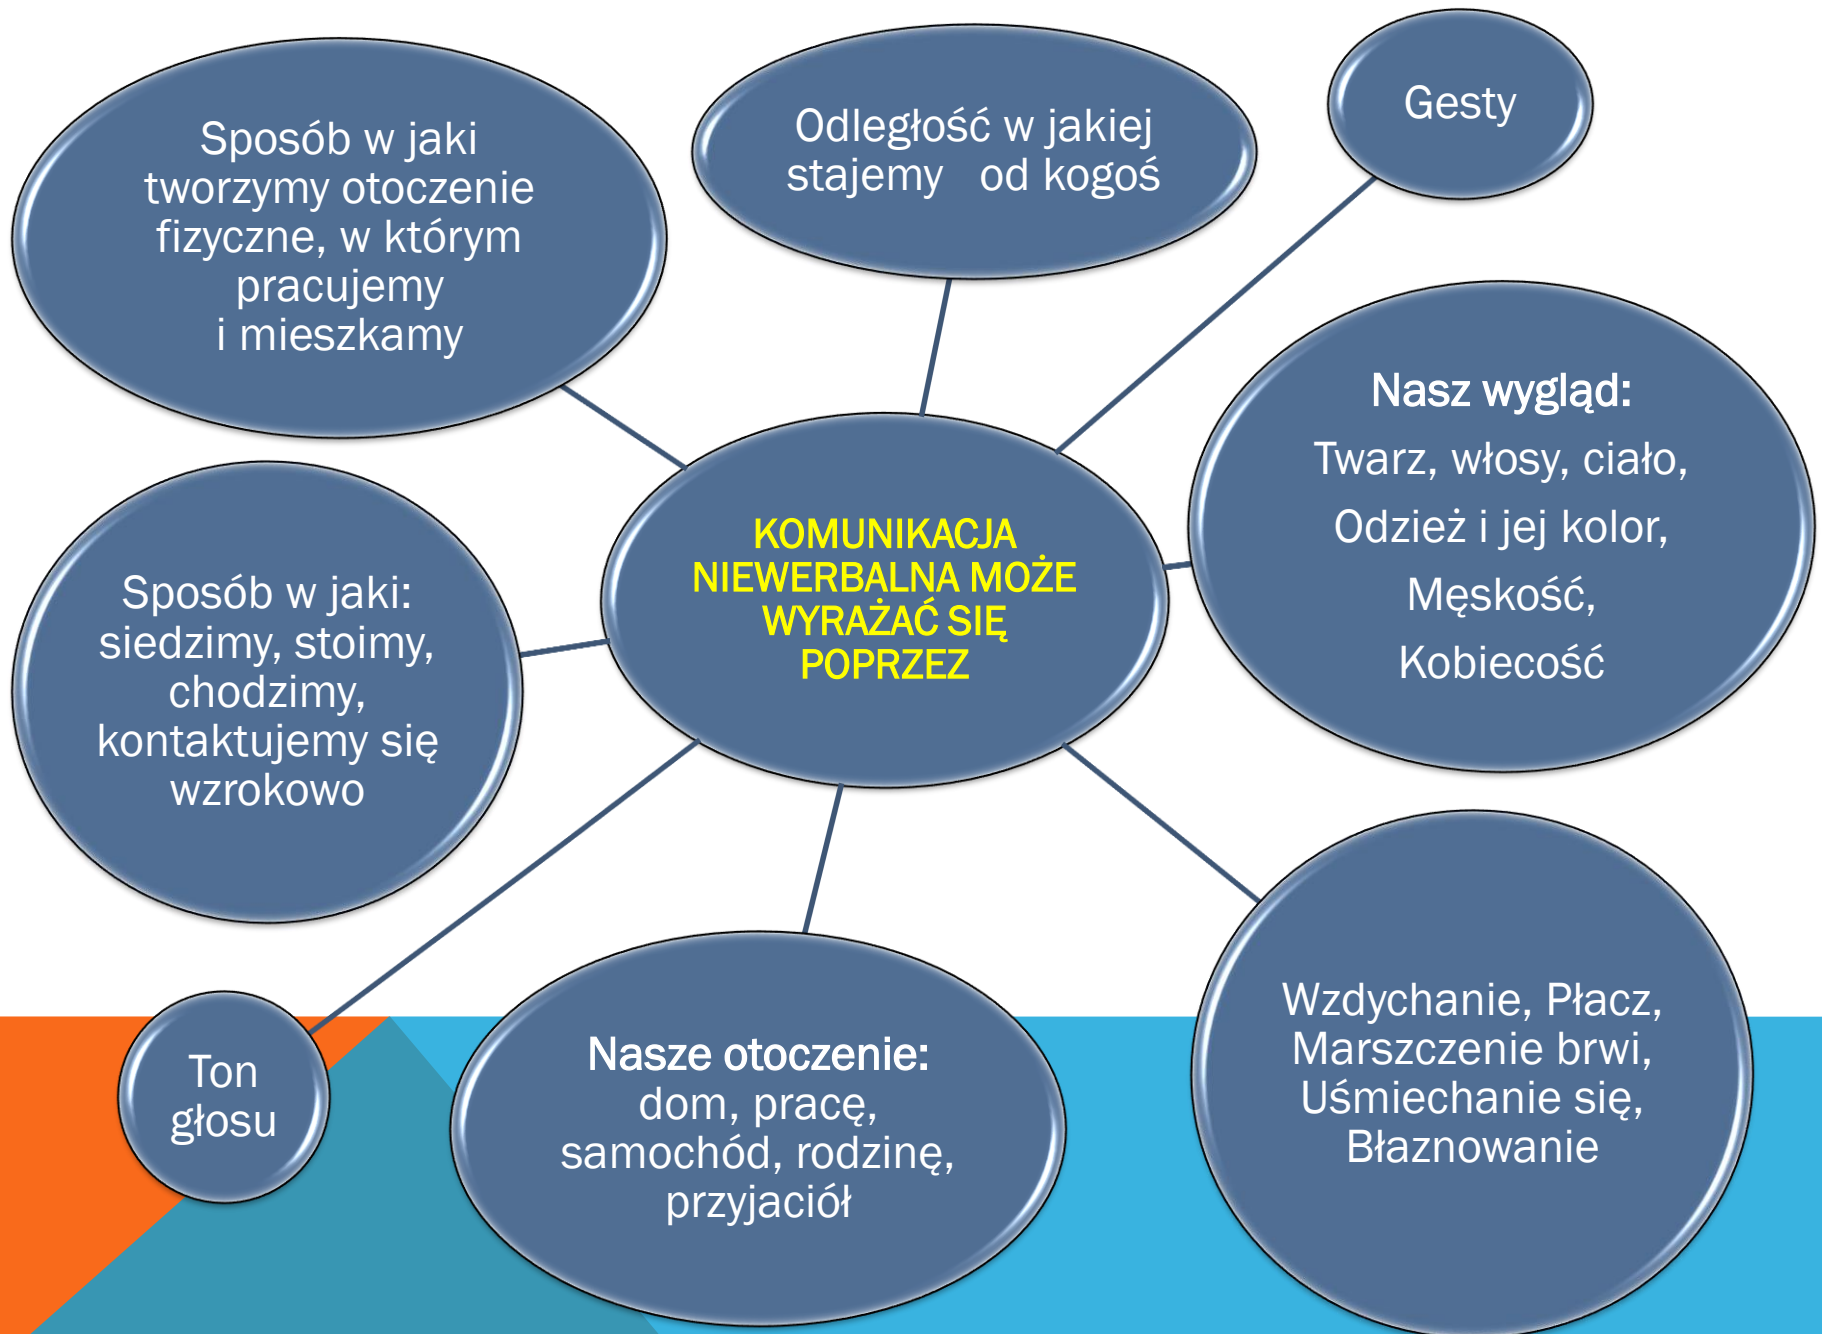 Sposób w jaki
tworzymy otoczenie
fizyczne, w którym
pracujemy
i mieszkamy
Odległość w jakiej
stajemy od kogoś
Gesty
Nasz wygląd:
Twarz, włosy, ciało,
Odzież i jej kolor,
Męskość,
Kobiecość
KOMUNIKACJA
NIEWERBALNA MOŻE
WYRAŻAĆ SIĘ
POPRZEZ
Sposób w jaki:
siedzimy, stoimy,
chodzimy,
kontaktujemy się
wzrokowo
Ton
głosu
Nasze otoczenie:
dom, pracę,
samochód, rodzinę,
przyjaciół
Wzdychanie, Płacz,
Marszczenie brwi,
Uśmiechanie się,
Błaznowanie